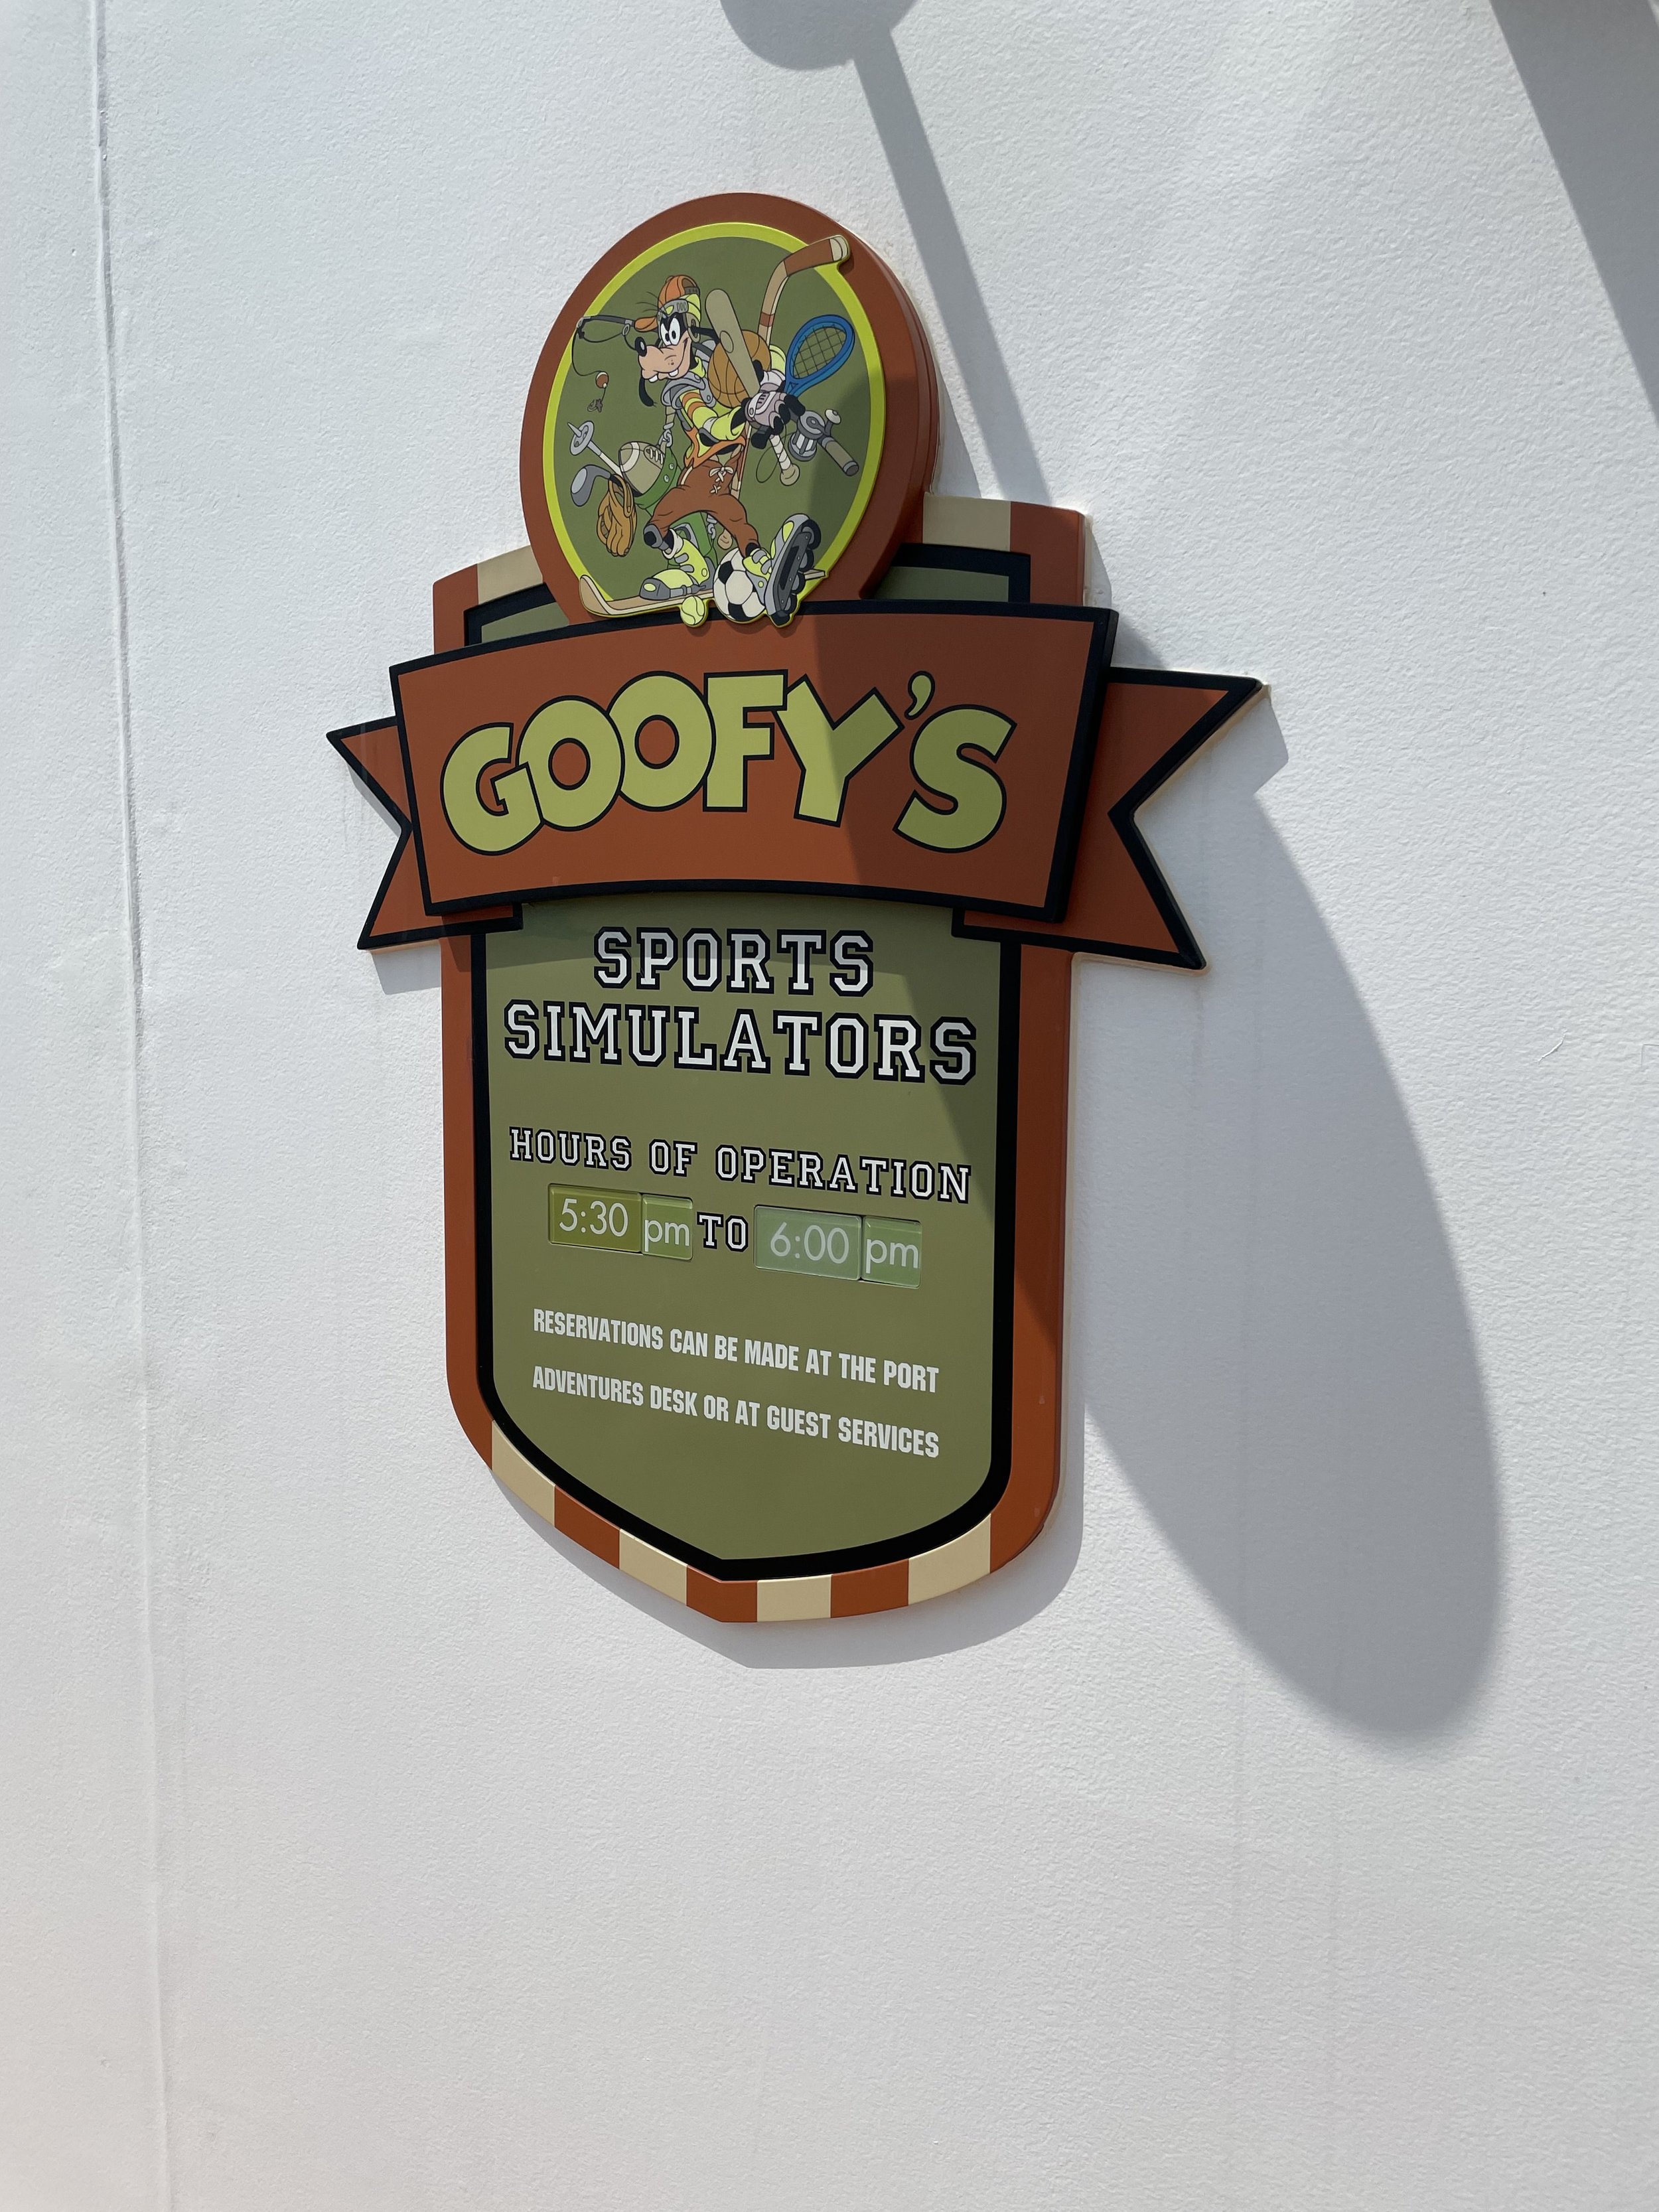 GOOFY'S
SPORTS
SIMULATORS
HOURS OF OPERATION
5:30 pm TO 6:00 pm
RESERVATIONS CAN BE MADE AT THE PORT
ADVENTURES DESK OR AT GUEST SERVICES